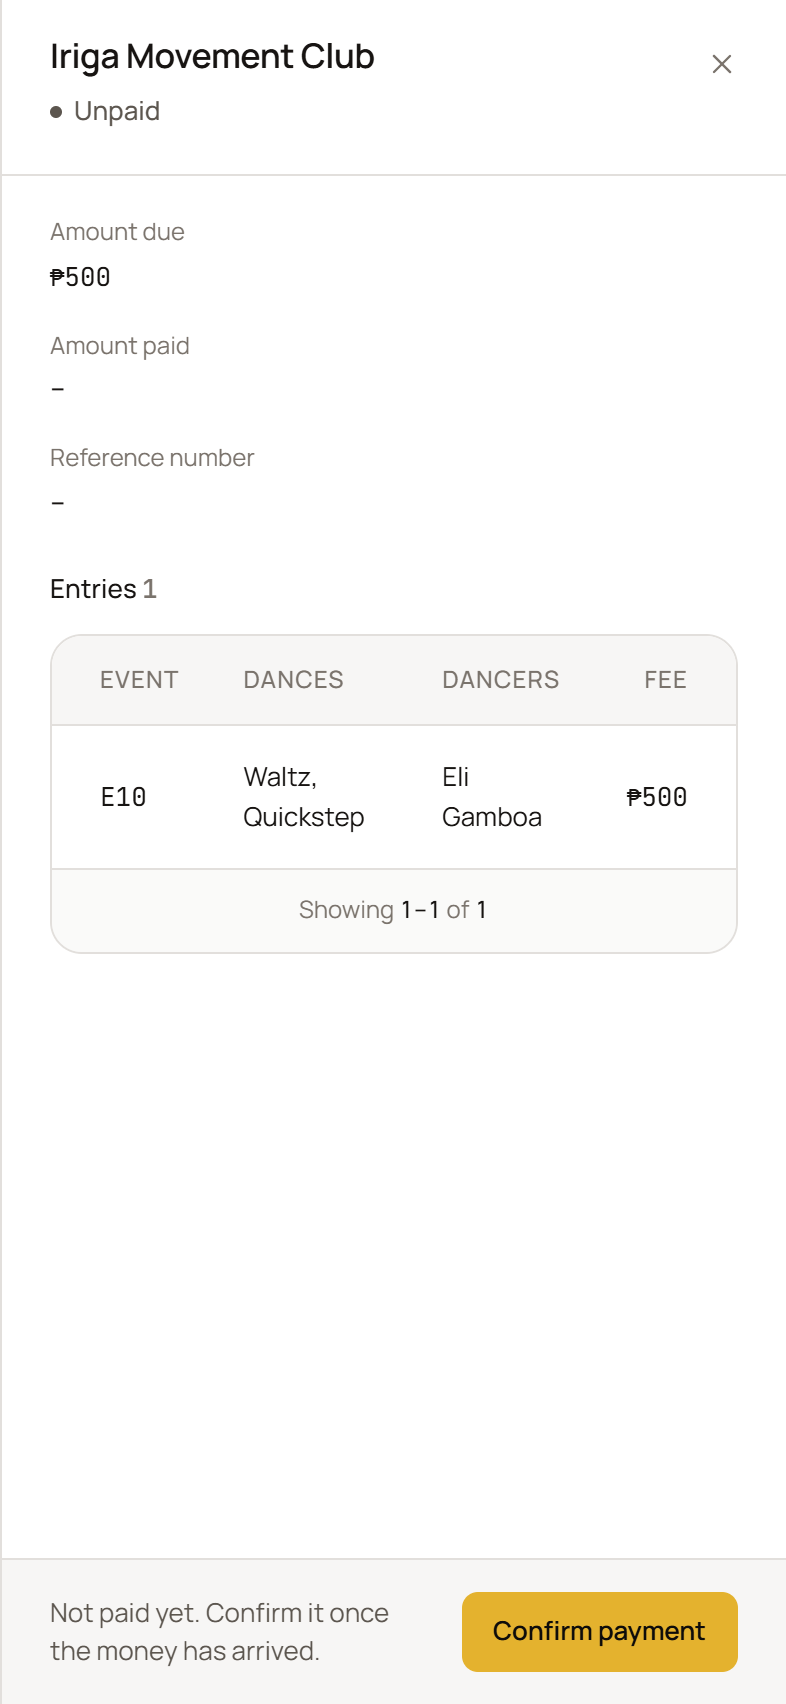 Iriga Movement Club
Unpaid
Amount due
₱500
Amount paid
–
Reference number
–
Entries 1
EVENT DANCES DANCERS FEE
E10 Waltz, Quickstep Eli Gamboa ₱500
Showing 1–1 of 1
Not paid yet. Confirm it once
the money has arrived.
Confirm payment